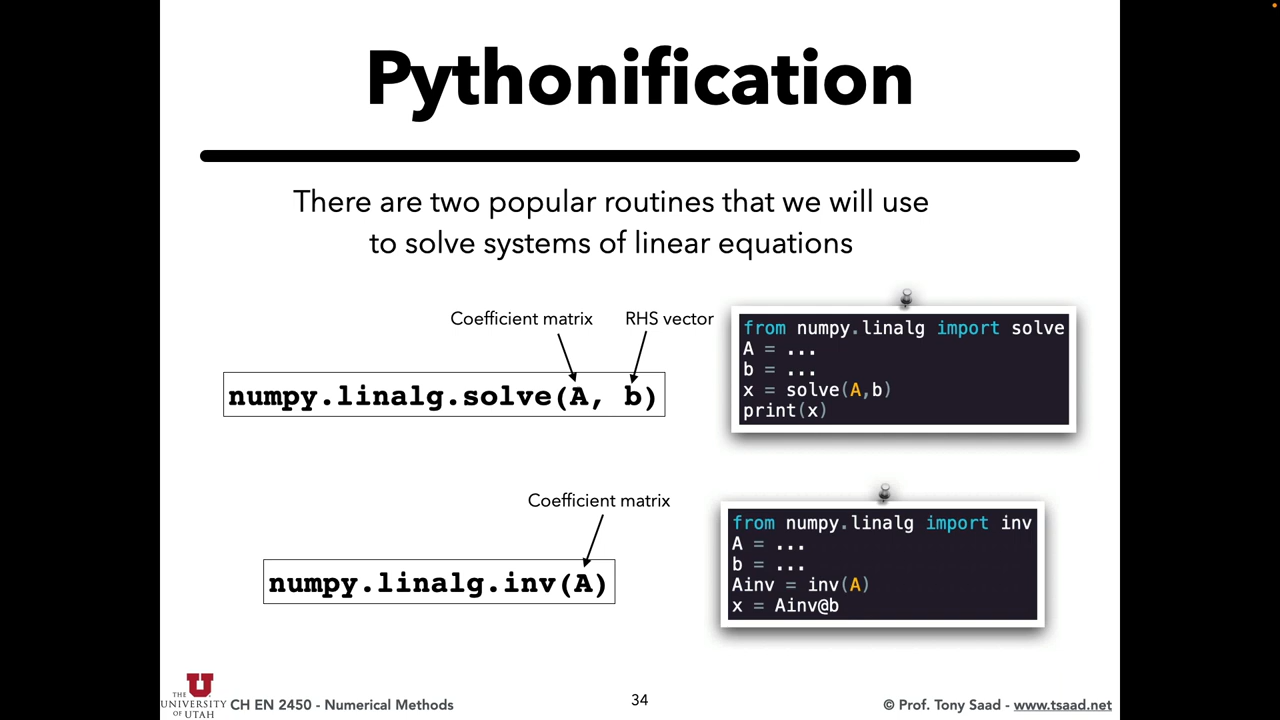 Pythonification
There are two popular routines that we will use
to solve systems of linear equations
Coefficient matrix
RHS vector
numpy.linalg.solve(A, b)
from numpy.linalg import solve
A = ...
b = ...
x = solve(A,b)
print(x)
Coefficient matrix
numpy.linalg.inv(A)
from numpy.linalg import inv
A = ...
b = ...
Ainv = inv(A)
x = Ainv@b
THE
UNIVERSITY
OF UTAH
CH EN 2450 - Numerical Methods
34
© Prof. Tony Saad - www.tsaad.net